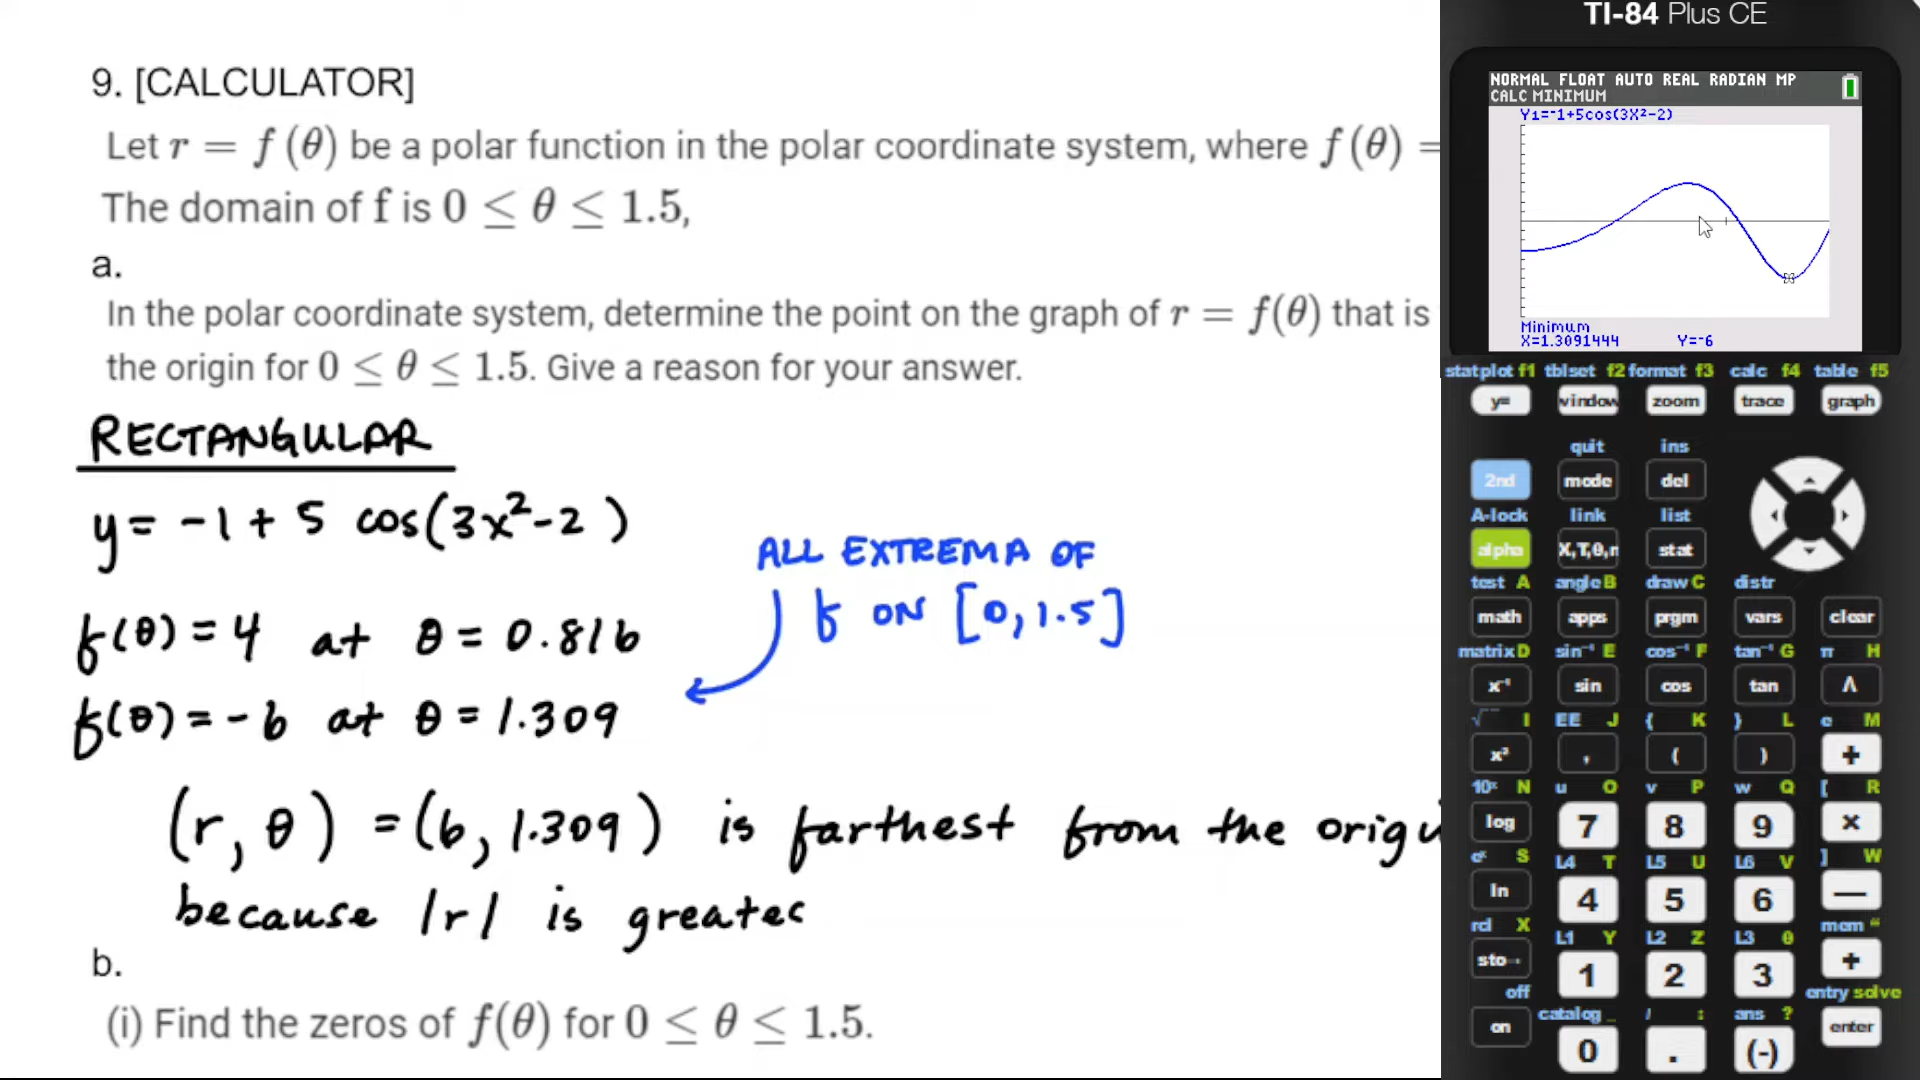 9. [CALCULATOR]
Let r = f (θ) be a polar function in the polar coordinate system, where f (θ) =
The domain of f is 0 ≤ θ ≤ 1.5,
a.
In the polar coordinate system, determine the point on the graph of r = f(θ) that is
the origin for 0 ≤ θ ≤ 1.5. Give a reason for your answer.
RECTANGULAR
y = -1 + 5 cos(3x²-2)
ALL EXTREMA OF
f ON [0, 1.5]
f(θ) = 4 at θ = 0.816
f(θ) = -6 at θ = 1.309
(r, θ) = (6, 1.309) is farthest from the origi
because |r| is greater
b.
(i) Find the zeros of f(θ) for 0 ≤ θ ≤ 1.5.
TI-84 Plus CE
NORMAL FLOAT AUTO REAL RADIAN MP
CALC MINIMUM
Y1=-1+5cos(3X²-2)
Minimum
X=1.3091444 Y=-6
statplot f1 tblset f2 format f3 calc f4 table f5
y= window zoom trace graph
quit ins
2nd mode del
A-lock link list
alpha X,T,θ,n stat
test A angle B draw C distr
math apps prgm vars clear
matrix D sin⁻¹ E cos⁻¹ F tan⁻¹ G π H
x⁻¹ sin cos tan ^
√ I EE J { K } L e M
x² , ( ) ÷
10ˣ N u O v P w Q [ R
log 7 8 9 ×
eˣ S L4 T L5 U L6 V ] W
ln 4 5 6 —
rcl X L1 Y L2 Z L3 θ mem "
sto→ 1 2 3 +
off catalog _ / : ans ? entry solve
on 0 . (-) enter